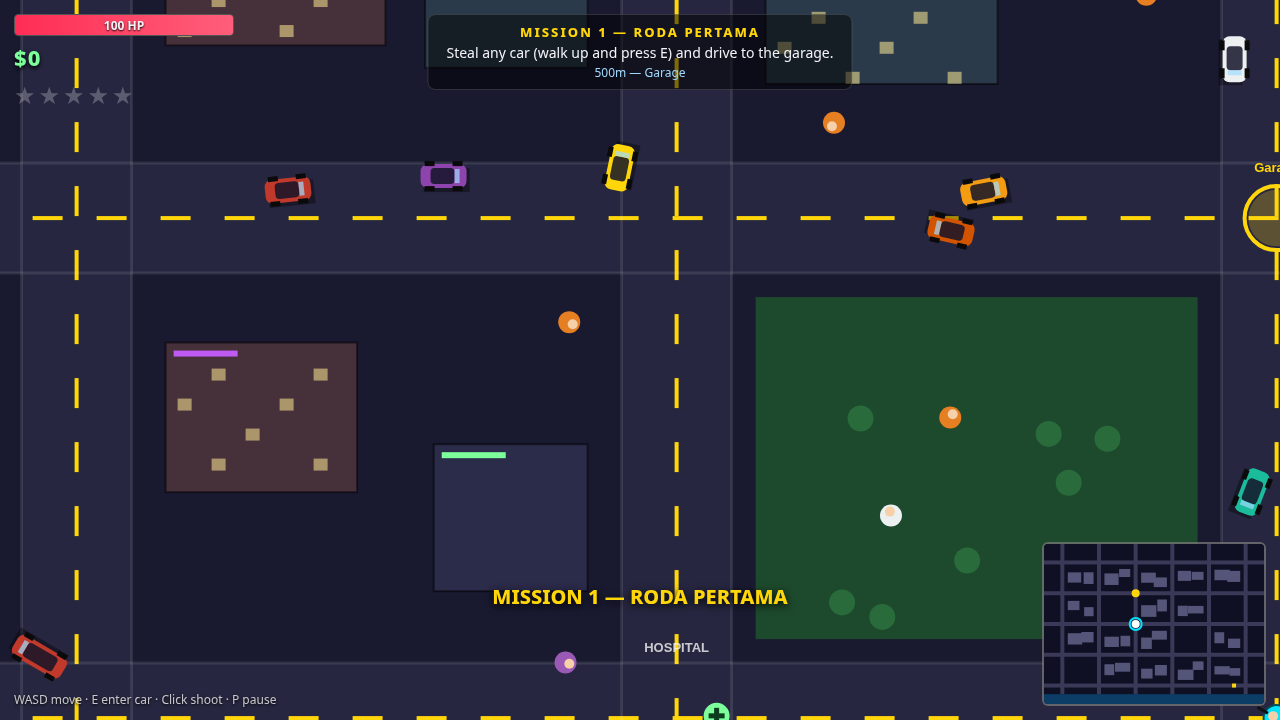 100 HP
$0
MISSION 1 — RODA PERTAMA
Steal any car (walk up and press E) and drive to the garage.
500m — Garage
MISSION 1 — RODA PERTAMA
HOSPITAL
WASD move · E enter car · Click shoot · P pause